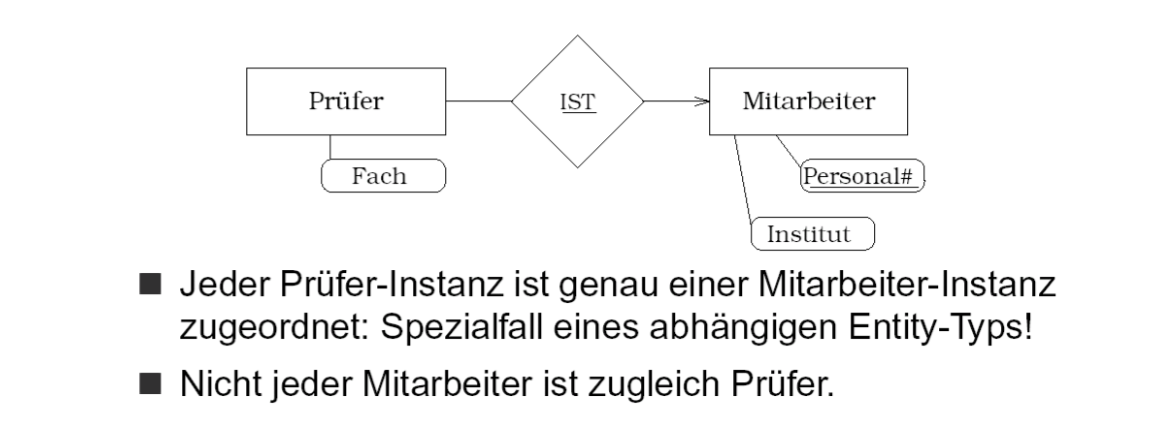 Prüfer
IST
Mitarbeiter
Fach
Personal#
Institut
■ Jeder Prüfer-Instanz ist genau einer Mitarbeiter-Instanz
zugeordnet: Spezialfall eines abhängigen Entity-Typs!
■ Nicht jeder Mitarbeiter ist zugleich Prüfer.